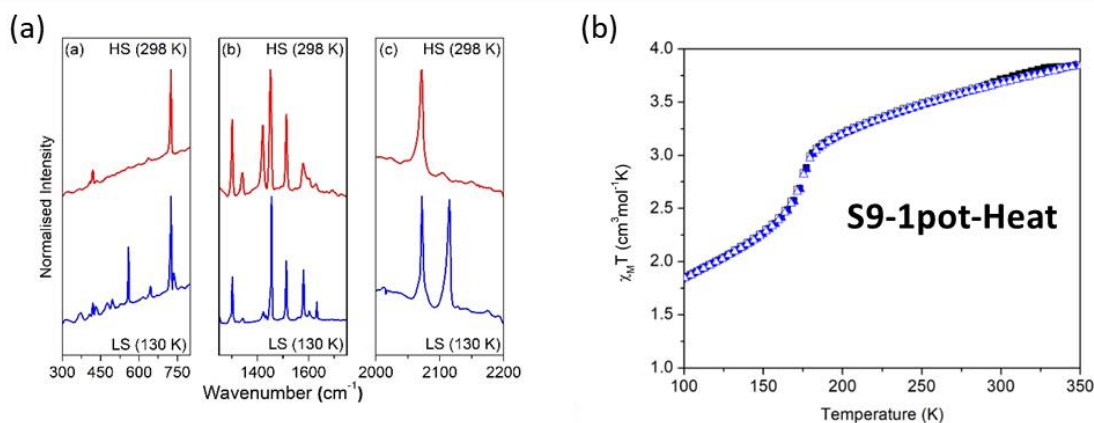 (a)
(a) HS (298 K)
(b) HS (298 K)
(c) HS (298 K)
Normalised Intensity
LS (130 K)
LS (130 K)
LS (130 K)
300 450 600 750
1400 1600
2000 2100 2200
Wavenumber (cm⁻¹)
(b)
4.0
3.5
3.0
2.5
2.0
1.5
1.0
χMT (cm³mol⁻¹K)
S9-1pot-Heat
100 150 200 250 300 350
Temperature (K)